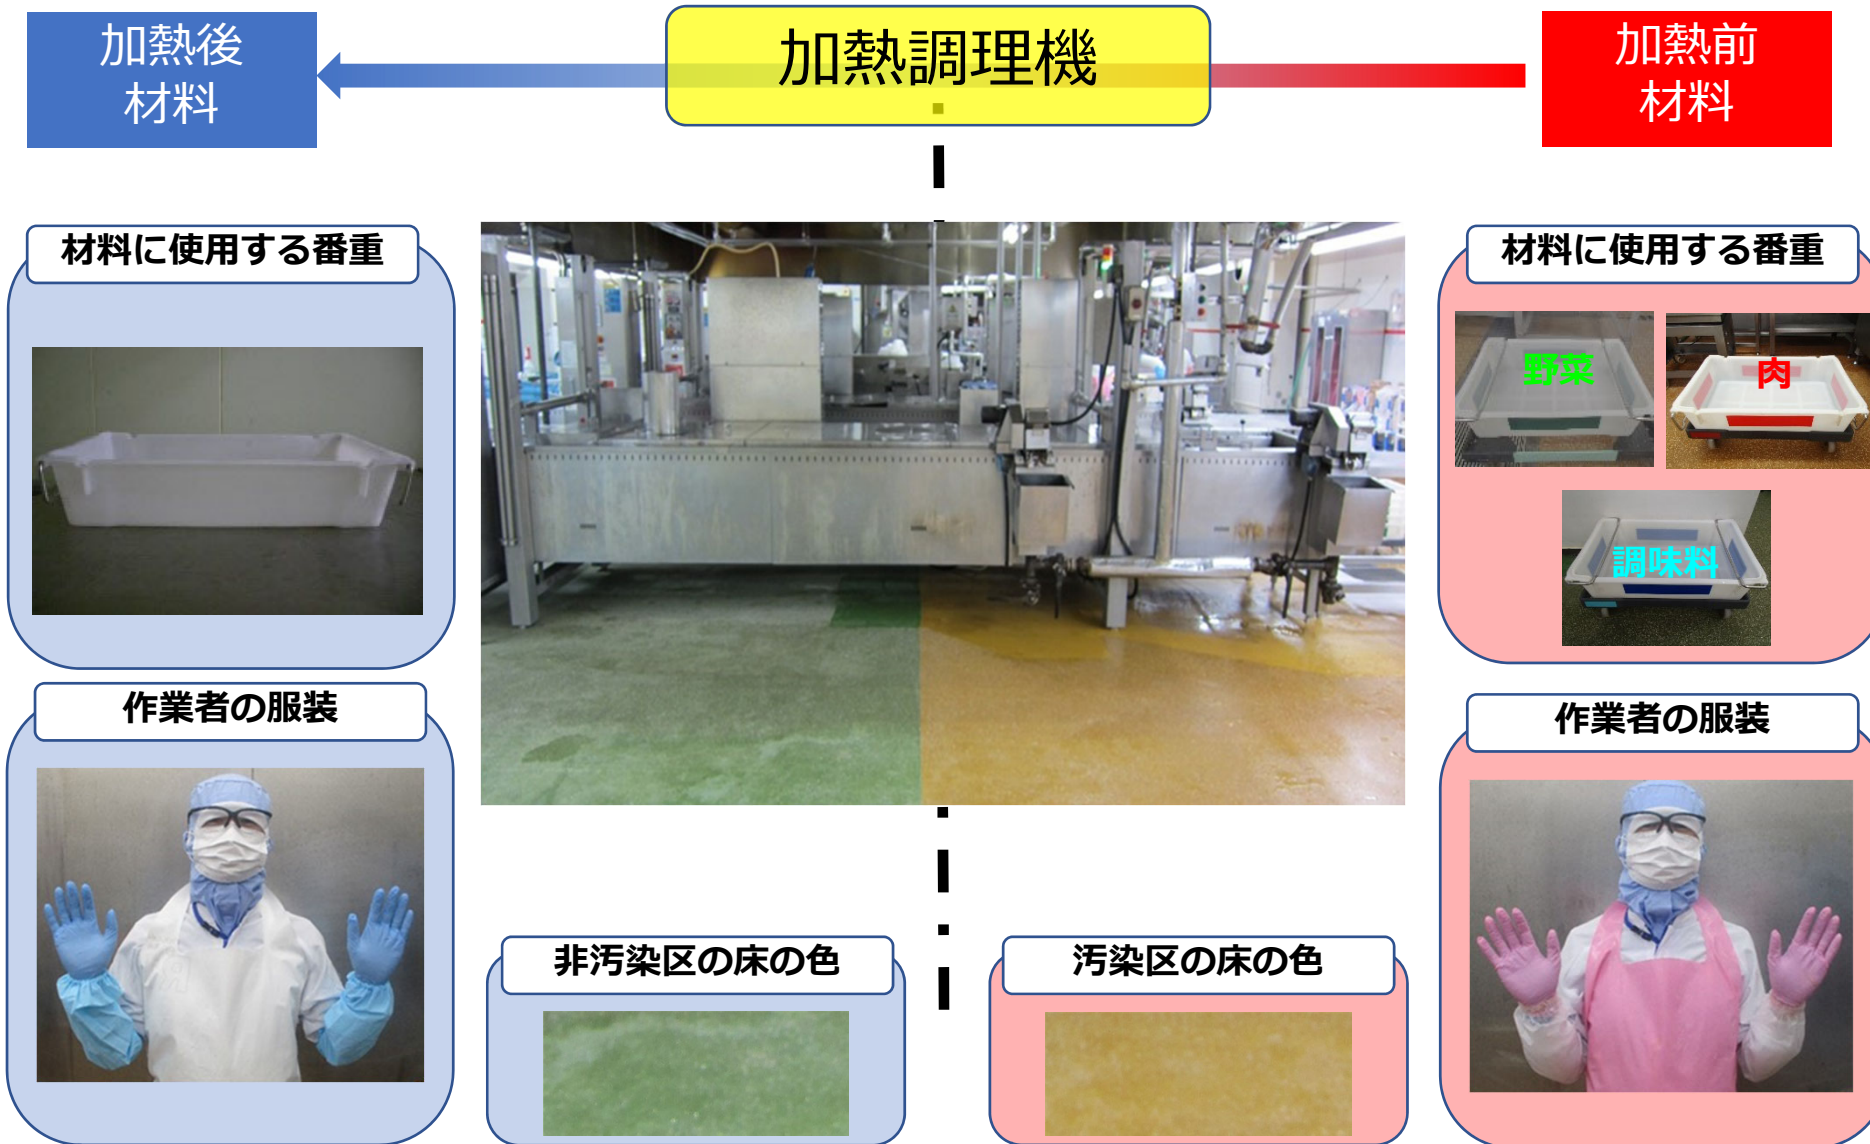 加熱後
材料
加熱調理機
加熱前
材料
材料に使用する番重
材料に使用する番重
野菜
肉
調味料
作業者の服装
作業者の服装
非汚染区の床の色
汚染区の床の色